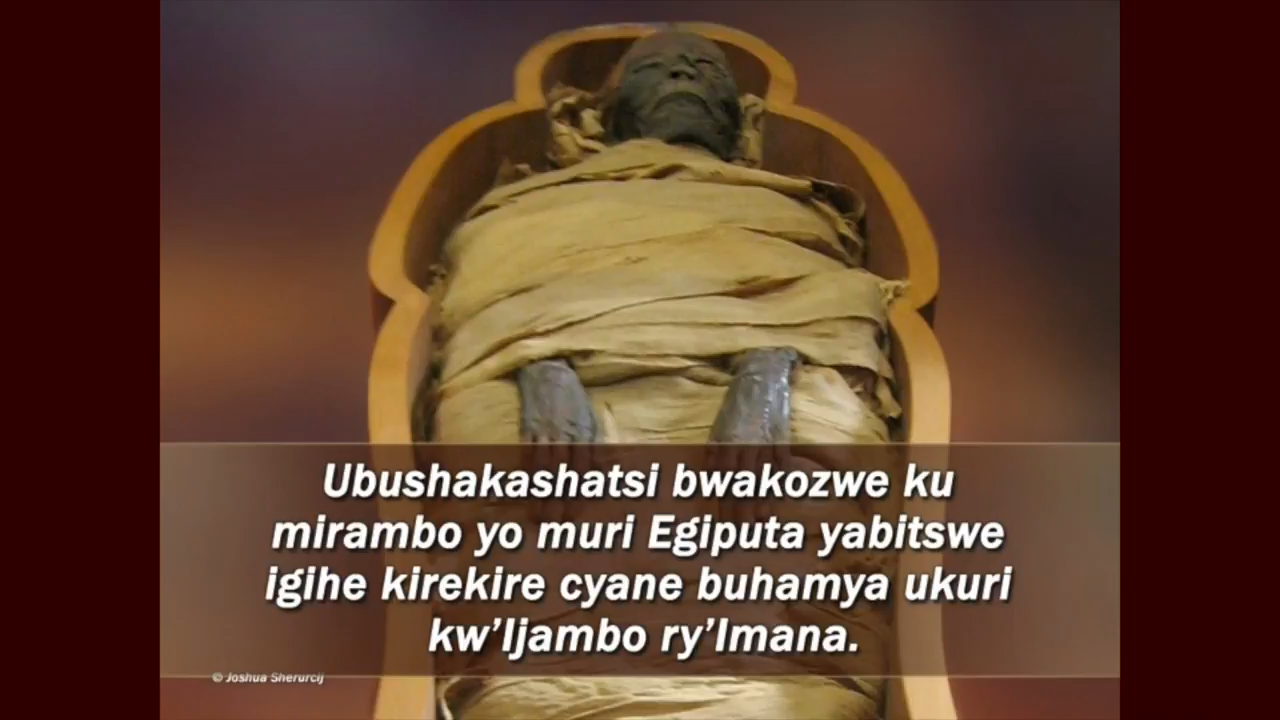 Ubushakashatsi bwakozwe ku
mirambo yo muri Egiputa yabitswe
igihe kirekire cyane buhamya ukuri
kw’Ijambo ry’Imana.
© Joshua Sherurcij